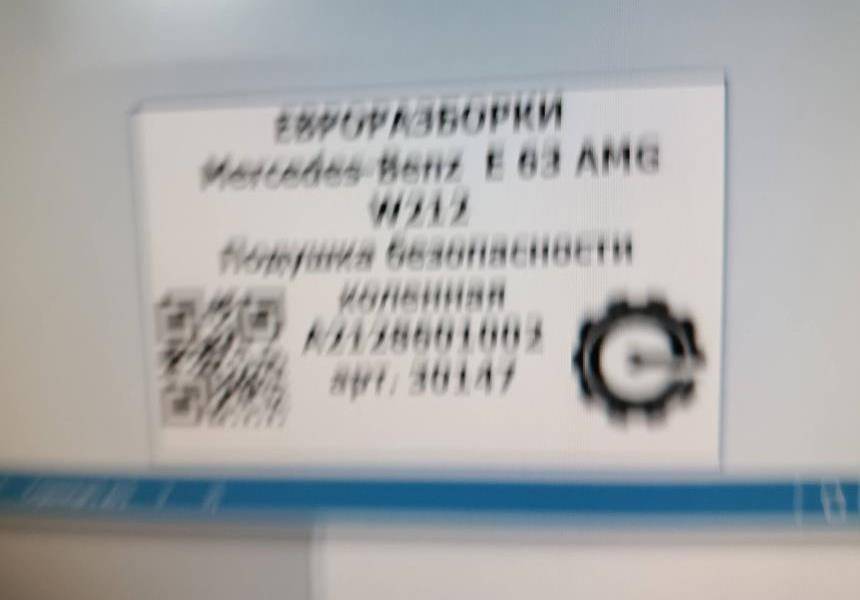 ЕВРОРАЗБОРКИ
Mercedes-Benz E 63 AMG
W212
Подушка безопасности
коленная
A2128601002
арт. 30147